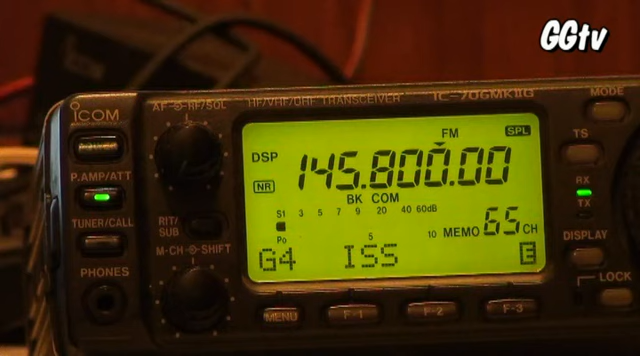 GGtv
ICOM
AF-RF/SQL
HF/VHF/UHF TRANSCEIVER
IC-706MKIIG
MODE
P.AMP/ATT
TUNER/CALL
PHONES
RIT/
SUB
M-CH SHIFT
FM
SPL
DSP
NR
145.800.00
BK COM
S1 3 5 7 9 20 40 60dB
Po 5 10
MEMO 65 CH
G4 ISS E
TS
RX
TX
DISPLAY
LOCK
MENU
F-1
F-2
F-3